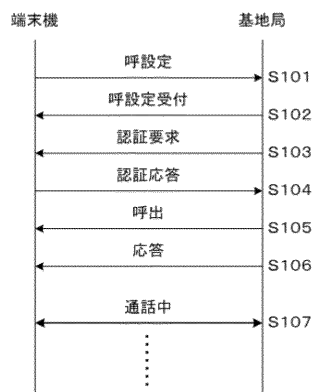 端末機 基地局
呼設定 S101
呼設定受付 S102
認証要求 S103
認証応答 S104
呼出 S105
応答 S106
通話中 S107